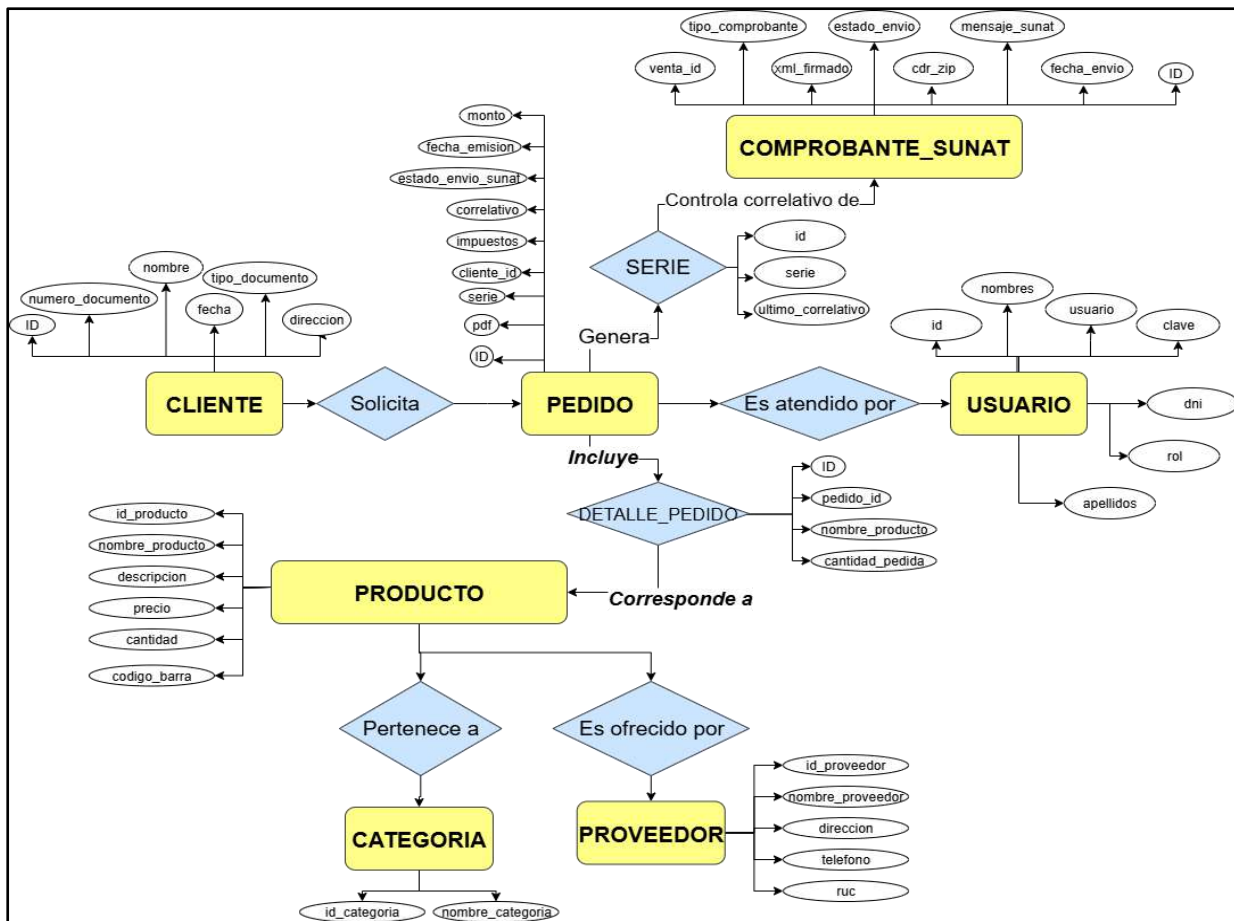 tipo_comprobante
estado_envio
mensaje_sunat
venta_id
xml_firmado
cdr_zip
fecha_envio
ID
COMPROBANTE_SUNAT
monto
fecha_emision
estado_envio_sunat
correlativo
impuestos
cliente_id
serie
pdf
ID
Controla correlativo de
SERIE
id
serie
ultimo_correlativo
Genera
nombre
tipo_documento
numero_documento
ID
fecha
direccion
nombres
id
usuario
clave
CLIENTE
Solicita
PEDIDO
Es atendido por
USUARIO
dni
rol
apellidos
Incluye
DETALLE_PEDIDO
ID
pedido_id
nombre_producto
cantidad_pedida
Corresponde a
id_producto
nombre_producto
descripcion
precio
cantidad
codigo_barra
PRODUCTO
Pertenece a
Es ofrecido por
CATEGORIA
PROVEEDOR
id_proveedor
nombre_proveedor
direccion
telefono
ruc
id_categoria
nombre_categoria